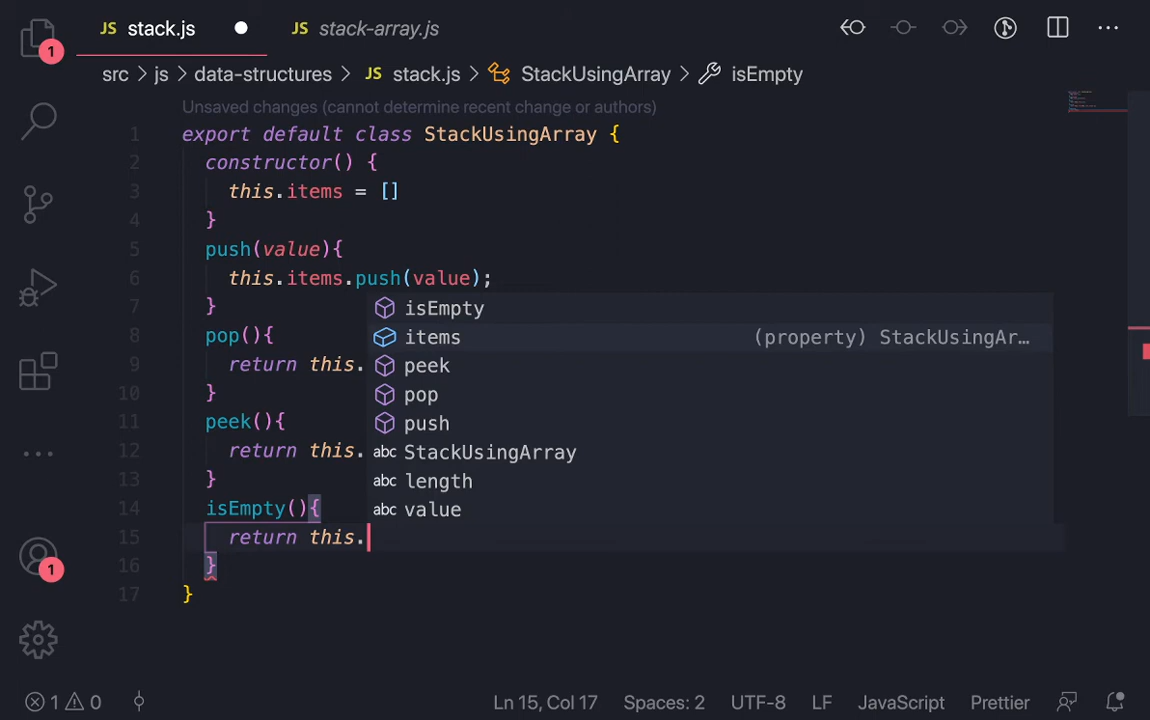 JS stack.js JS stack-array.js
1
src > js > data-structures > JS stack.js > StackUsingArray > isEmpty
Unsaved changes (cannot determine recent change or authors)
1 export default class StackUsingArray {
2 constructor() {
3 this.items = []
4 }
5 push(value){
6 this.items.push(value);
7 }
8 pop(){
9 return this.
10 }
11 peek(){
12 return this.
13 }
14 isEmpty(){
15 return this.
16 }
17 }
isEmpty
items (property) StackUsingAr…
peek
pop
push
abc StackUsingArray
abc length
abc value
1
1 0 Ln 15, Col 17 Spaces: 2 UTF-8 LF JavaScript Prettier